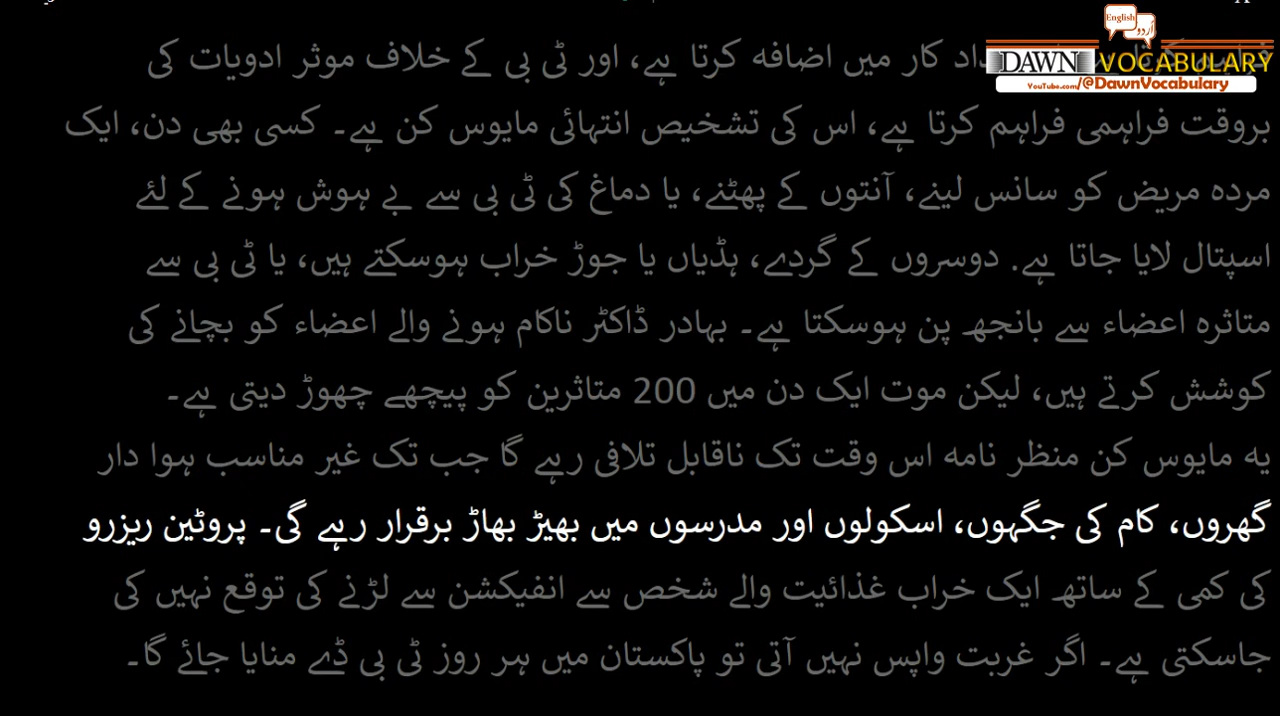 English
اُردو
DAWN VOCABULARY
YouTube.com/@DawnVocabulary
کار میں اضافہ کرتا ہے، اور ٹی بی کے خلاف موثر ادویات کی
بروقت فراہمی فراہم کرتا ہے، اس کی تشخیص انتہائی مایوس کن ہے۔ کسی بھی دن، ایک
مردہ مریض کو سانس لینے، آنتوں کے پھٹنے، یا دماغ کی ٹی بی سے بے ہوش ہونے کے لئے
اسپتال لایا جاتا ہے. دوسروں کے گردے، ہڈیاں یا جوڑ خراب ہوسکتے ہیں، یا ٹی بی سے
متاثرہ اعضاء سے بانجھ پن ہوسکتا ہے۔ بہادر ڈاکٹر ناکام ہونے والے اعضاء کو بچانے کی
کوشش کرتے ہیں، لیکن موت ایک دن میں 200 متاثرین کو پیچھے چھوڑ دیتی ہے۔
یہ مایوس کن منظر نامہ اس وقت تک ناقابل تلافی رہے گا جب تک غیر مناسب ہوا دار
گھروں، کام کی جگہوں، اسکولوں اور مدرسوں میں بھیڑ بھاڑ برقرار رہے گی۔ پروٹین ریزرو
کی کمی کے ساتھ ایک خراب غذائیت والے شخص سے انفیکشن سے لڑنے کی توقع نہیں کی
جاسکتی ہے۔ اگر غربت واپس نہیں آتی تو پاکستان میں ہر روز ٹی بی ڈے منایا جائے گا۔